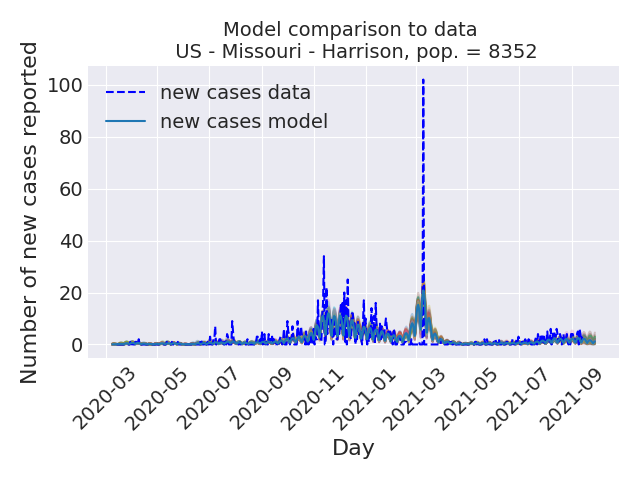 Model comparison to data
US - Missouri - Harrison, pop. = 8352
Number of new cases reported
100
80
60
40
20
0
new cases data
new cases model
2020-03
2020-05
2020-07
2020-09
2020-11
2021-01
2021-03
2021-05
2021-07
2021-09
Day